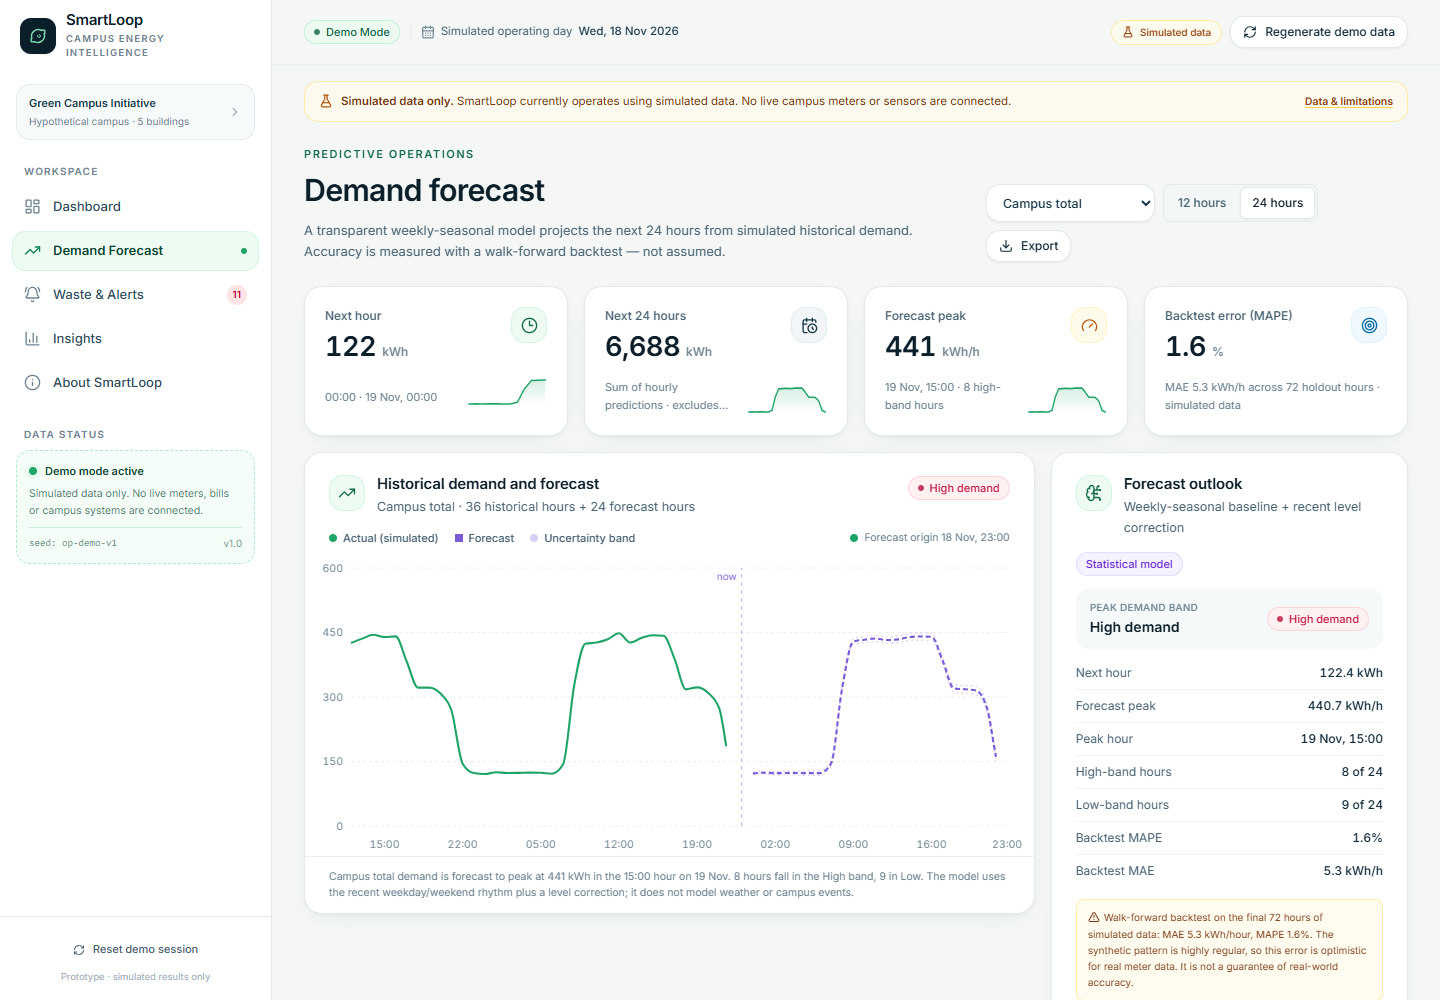 SmartLoop
CAMPUS ENERGY
INTELLIGENCE
Green Campus Initiative
Hypothetical campus · 5 buildings
WORKSPACE
Dashboard
Demand Forecast
Waste & Alerts
11
Insights
About SmartLoop
DATA STATUS
Demo mode active
Simulated data only. No live meters, bills
or campus systems are connected.
seed: op-demo-v1
v1.0
Reset demo session
Prototype · simulated results only
Demo Mode
Simulated operating day Wed, 18 Nov 2026
Simulated data
Regenerate demo data
Simulated data only. SmartLoop currently operates using simulated data. No live campus meters or sensors are connected.
Data & limitations
PREDICTIVE OPERATIONS
Demand forecast
A transparent weekly-seasonal model projects the next 24 hours from simulated historical demand.
Accuracy is measured with a walk-forward backtest — not assumed.
Campus total
12 hours
24 hours
Export
Next hour
122 kWh
00:00 · 19 Nov, 00:00
Next 24 hours
6,688 kWh
Sum of hourly
predictions · excludes...
Forecast peak
441 kWh/h
19 Nov, 15:00 · 8 high-
band hours
Backtest error (MAPE)
1.6 %
MAE 5.3 kWh/h across 72 holdout hours ·
simulated data
Historical demand and forecast
Campus total · 36 historical hours + 24 forecast hours
High demand
Actual (simulated)
Forecast
Uncertainty band
Forecast origin 18 Nov, 23:00
600
450
300
150
0
now
15:00
22:00
05:00
12:00
19:00
02:00
09:00
16:00
23:00
Campus total demand is forecast to peak at 441 kWh in the 15:00 hour on 19 Nov. 8 hours fall in the High band, 9 in Low. The model uses
the recent weekday/weekend rhythm plus a level correction; it does not model weather or campus events.
Forecast outlook
Weekly-seasonal baseline + recent level
correction
Statistical model
PEAK DEMAND BAND
High demand
High demand
Next hour
122.4 kWh
Forecast peak
440.7 kWh/h
Peak hour
19 Nov, 15:00
High-band hours
8 of 24
Low-band hours
9 of 24
Backtest MAPE
1.6%
Backtest MAE
5.3 kWh/h
Walk-forward backtest on the final 72 hours of
simulated data: MAE 5.3 kWh/hour, MAPE 1.6%. The
synthetic pattern is highly regular, so this error is optimistic
for real meter data. It is not a guarantee of real-world
accuracy.